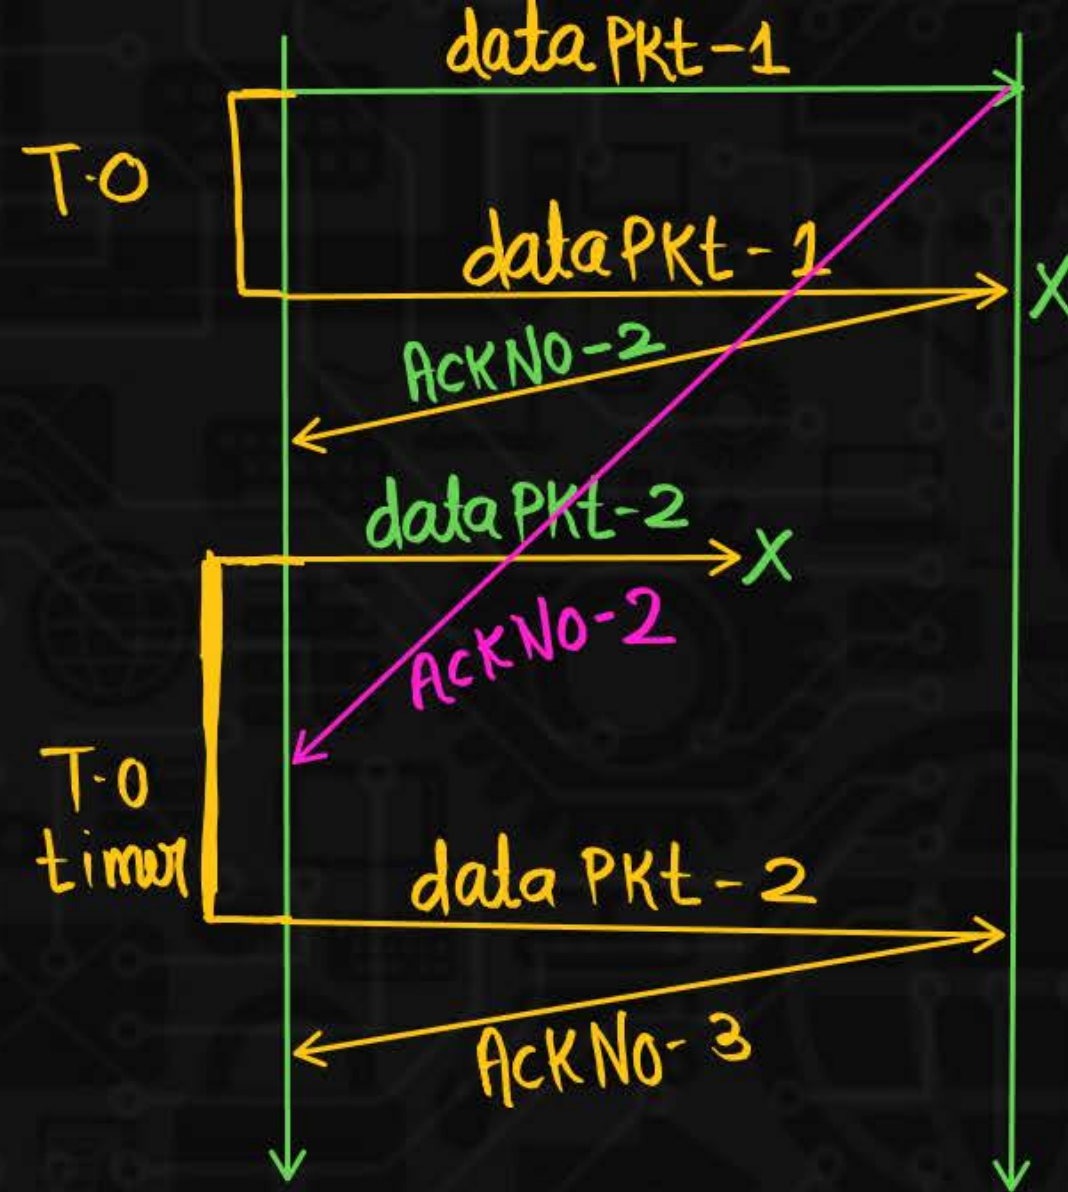 data PKt-1
T.O
data PKt - 1
X
ACK NO-2
data PKt-2
X
ACK NO-2
T.O
timer
data PKt - 2
ACK NO- 3